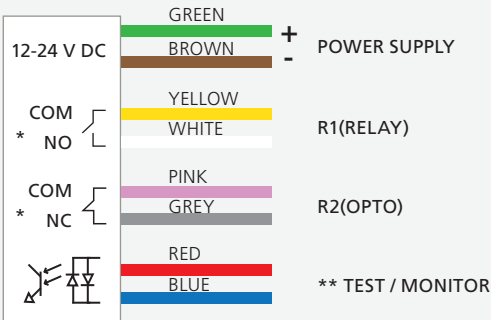 GREEN
12-24 V DC + POWER SUPPLY
BROWN -
YELLOW
COM
R1(RELAY)
* NO WHITE
PINK
COM
R2(OPTO)
* NC GREY
RED
BLUE ** TEST / MONITOR